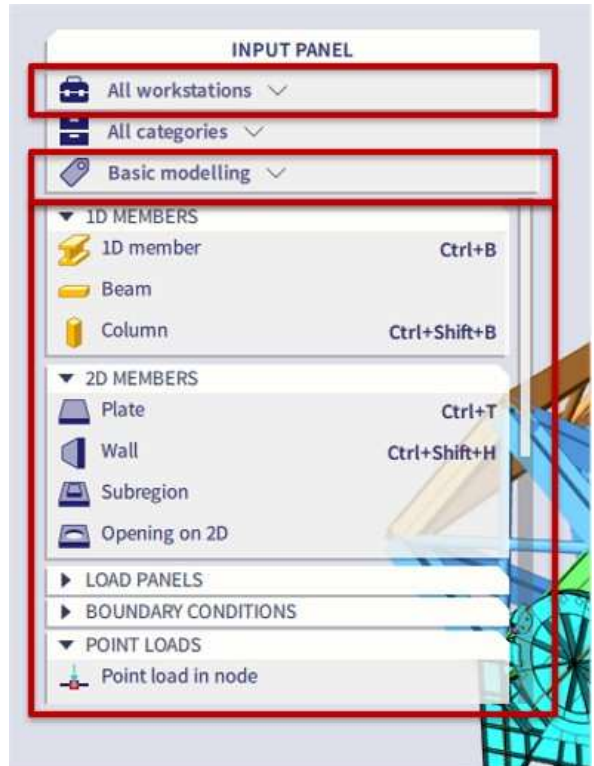 INPUT PANEL
All workstations
All categories
Basic modelling
1D MEMBERS
1D member Ctrl+B
Beam
Column Ctrl+Shift+B
2D MEMBERS
Plate Ctrl+T
Wall Ctrl+Shift+H
Subregion
Opening on 2D
LOAD PANELS
BOUNDARY CONDITIONS
POINT LOADS
Point load in node